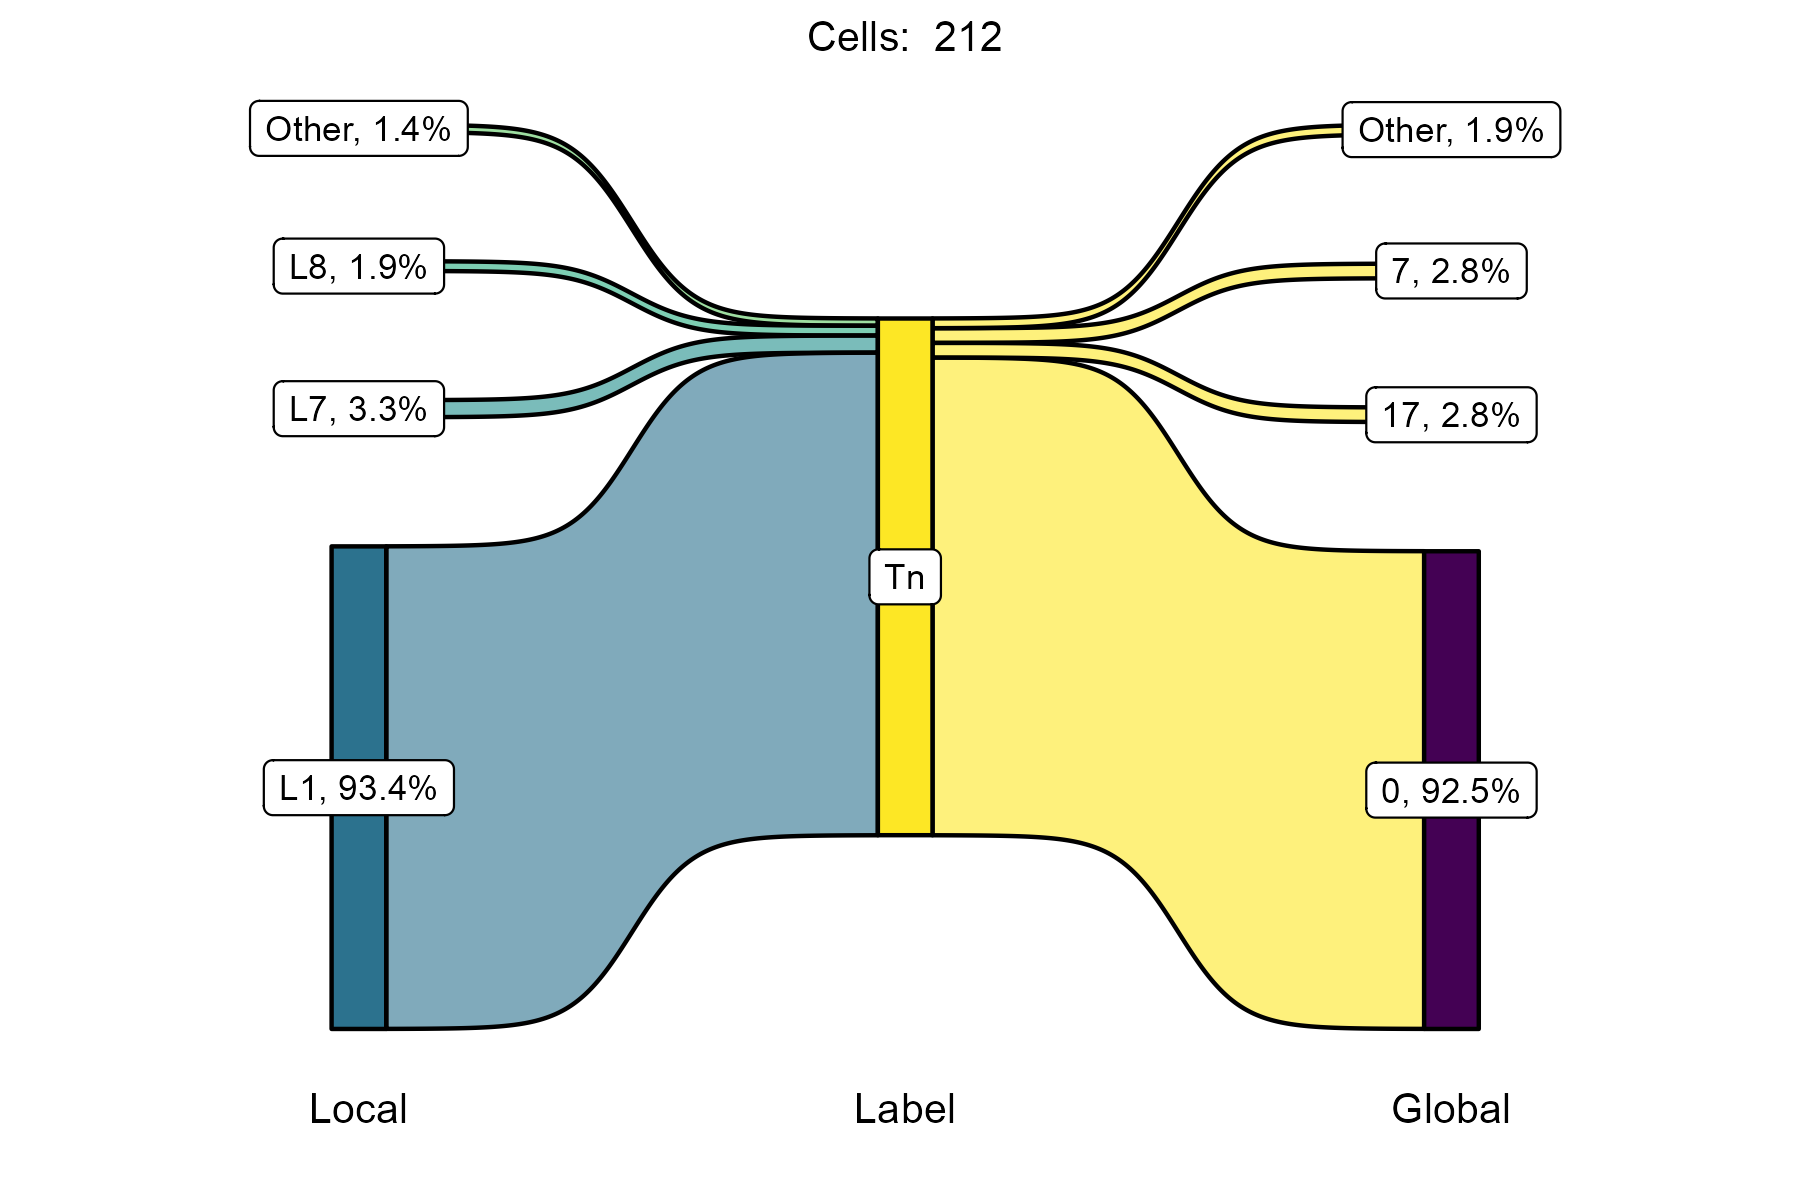 Cells:  212
Other, 1.4%
Other, 1.9%
L8, 1.9%
7, 2.8%
L7, 3.3%
17, 2.8%
Tn
L1, 93.4%
0, 92.5%
Local
Label
Global